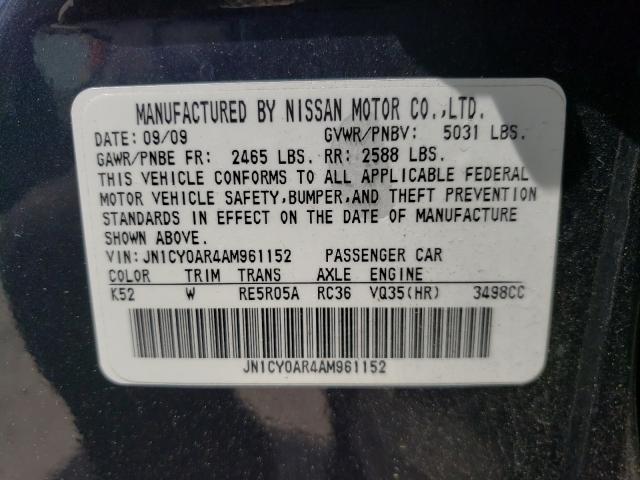 MANUFACTURED BY NISSAN MOTOR CO.,LTD.
DATE: 09/09 GVWR/PNBV: 5031 LBS.
GAWR/PNBE FR: 2465 LBS. RR: 2588 LBS.
THIS VEHICLE CONFORMS TO ALL APPLICABLE FEDERAL
MOTOR VEHICLE SAFETY,BUMPER,AND THEFT PREVENTION
STANDARDS IN EFFECT ON THE DATE OF MANUFACTURE
SHOWN ABOVE.
VIN: JN1CY0AR4AM961152 PASSENGER CAR
COLOR TRIM TRANS AXLE ENGINE
K52 W RE5R05A RC36 VQ35(HR) 3498CC
JN1CY0AR4AM961152